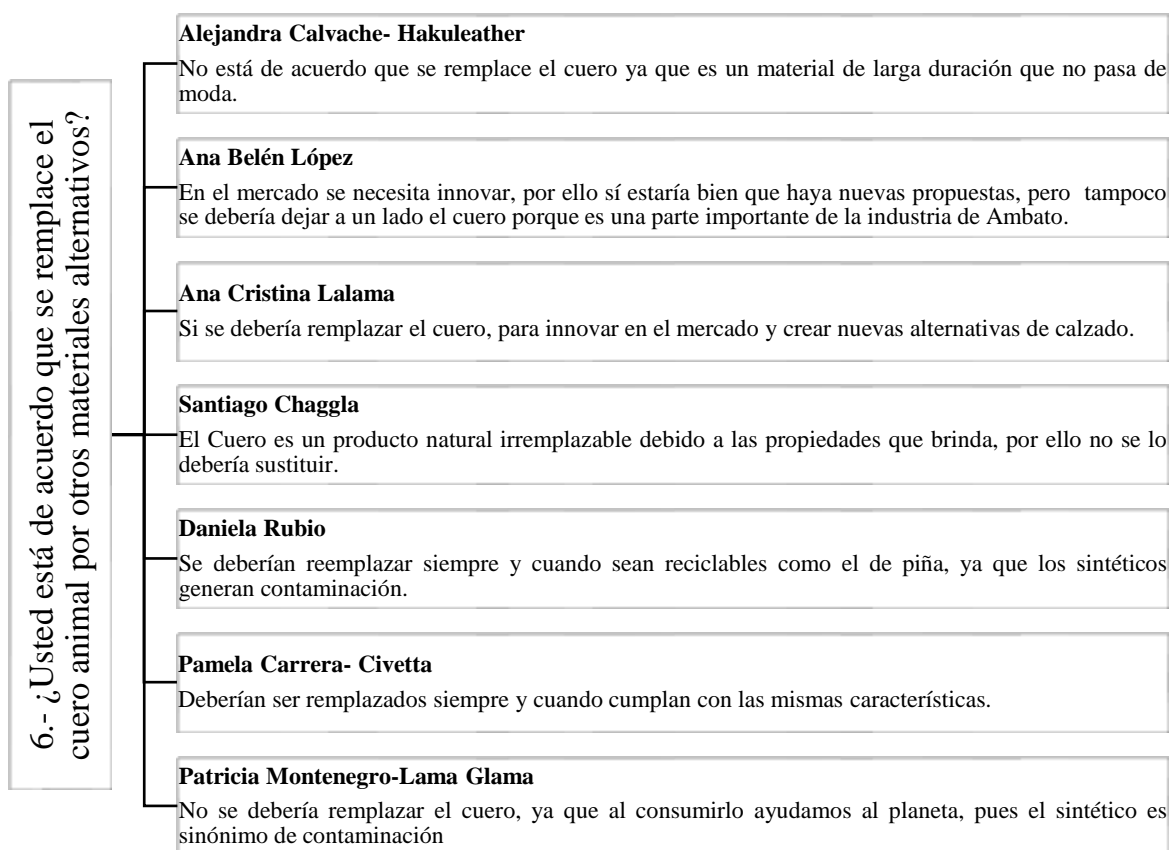 6.- ¿Usted está de acuerdo que se remplace el
cuero animal por otros materiales alternativos?
Alejandra Calvache- Hakuleather
No está de acuerdo que se remplace el cuero ya que es un material de larga duración que no pasa de
moda.
Ana Belén López
En el mercado se necesita innovar, por ello sí estaría bien que haya nuevas propuestas, pero tampoco
se debería dejar a un lado el cuero porque es una parte importante de la industria de Ambato.
Ana Cristina Lalama
Si se debería remplazar el cuero, para innovar en el mercado y crear nuevas alternativas de calzado.
Santiago Chaggla
El Cuero es un producto natural irremplazable debido a las propiedades que brinda, por ello no se lo
debería sustituir.
Daniela Rubio
Se deberían reemplazar siempre y cuando sean reciclables como el de piña, ya que los sintéticos
generan contaminación.
Pamela Carrera- Civetta
Deberían ser remplazados siempre y cuando cumplan con las mismas características.
Patricia Montenegro-Lama Glama
No se debería remplazar el cuero, ya que al consumirlo ayudamos al planeta, pues el sintético es
sinónimo de contaminación